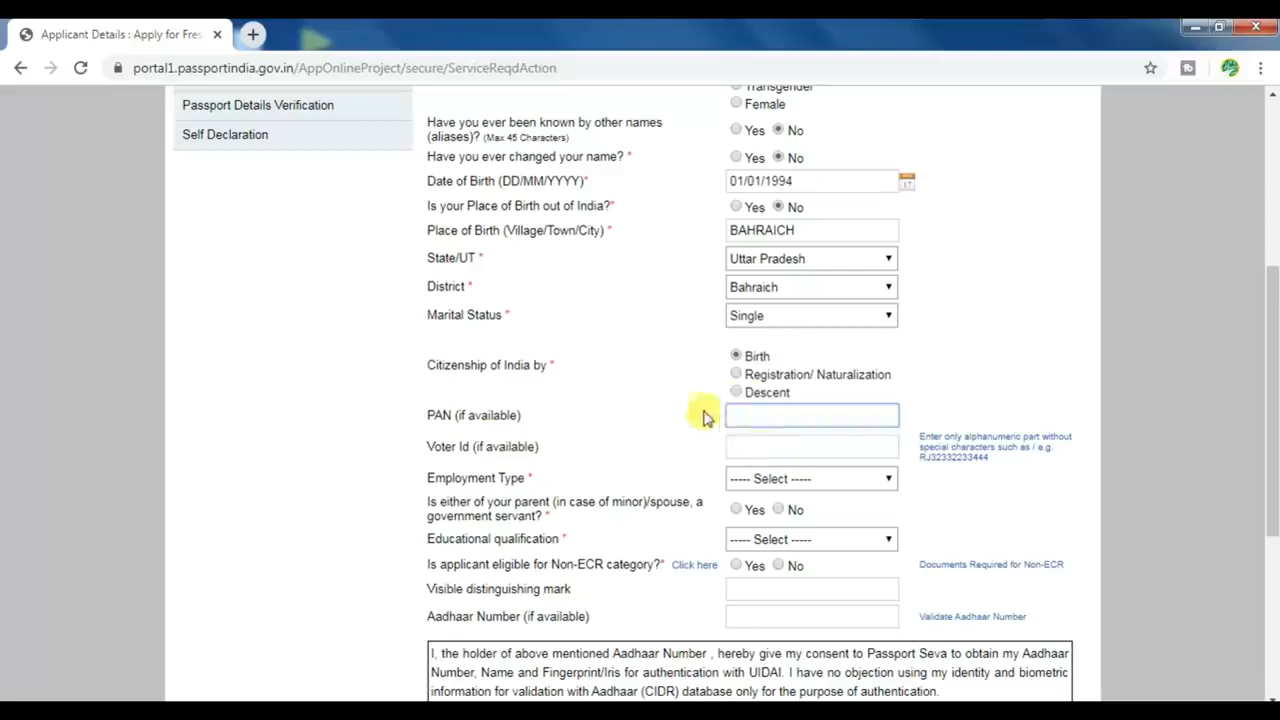 Applicant Details : Apply for Fres
portal1.passportindia.gov.in/AppOnlineProject/secure/ServiceReqdAction
Passport Details Verification
Self Declaration
Transgender
Female
Have you ever been known by other names
(aliases)? (Max 45 Characters)
Yes No
Have you ever changed your name? * Yes No
Date of Birth (DD/MM/YYYY)* 01/01/1994 17
Is your Place of Birth out of India?* Yes No
Place of Birth (Village/Town/City) * BAHRAICH
State/UT * Uttar Pradesh
District * Bahraich
Marital Status * Single
Citizenship of India by *
Birth
Registration/ Naturalization
Descent
PAN (if available)
Voter Id (if available)
Enter only alphanumeric part without
special characters such as / e.g.
RJ32332233444
Employment Type * ----- Select -----
Is either of your parent (in case of minor)/spouse, a
government servant? *
Yes No
Educational qualification * ----- Select -----
Is applicant eligible for Non-ECR category?* Click here Yes No Documents Required for Non-ECR
Visible distinguishing mark
Aadhaar Number (if available) Validate Aadhaar Number
I, the holder of above mentioned Aadhaar Number , hereby give my consent to Passport Seva to obtain my Aadhaar
Number, Name and Fingerprint/Iris for authentication with UIDAI. I have no objection using my identity and biometric
information for validation with Aadhaar (CIDR) database only for the purpose of authentication.